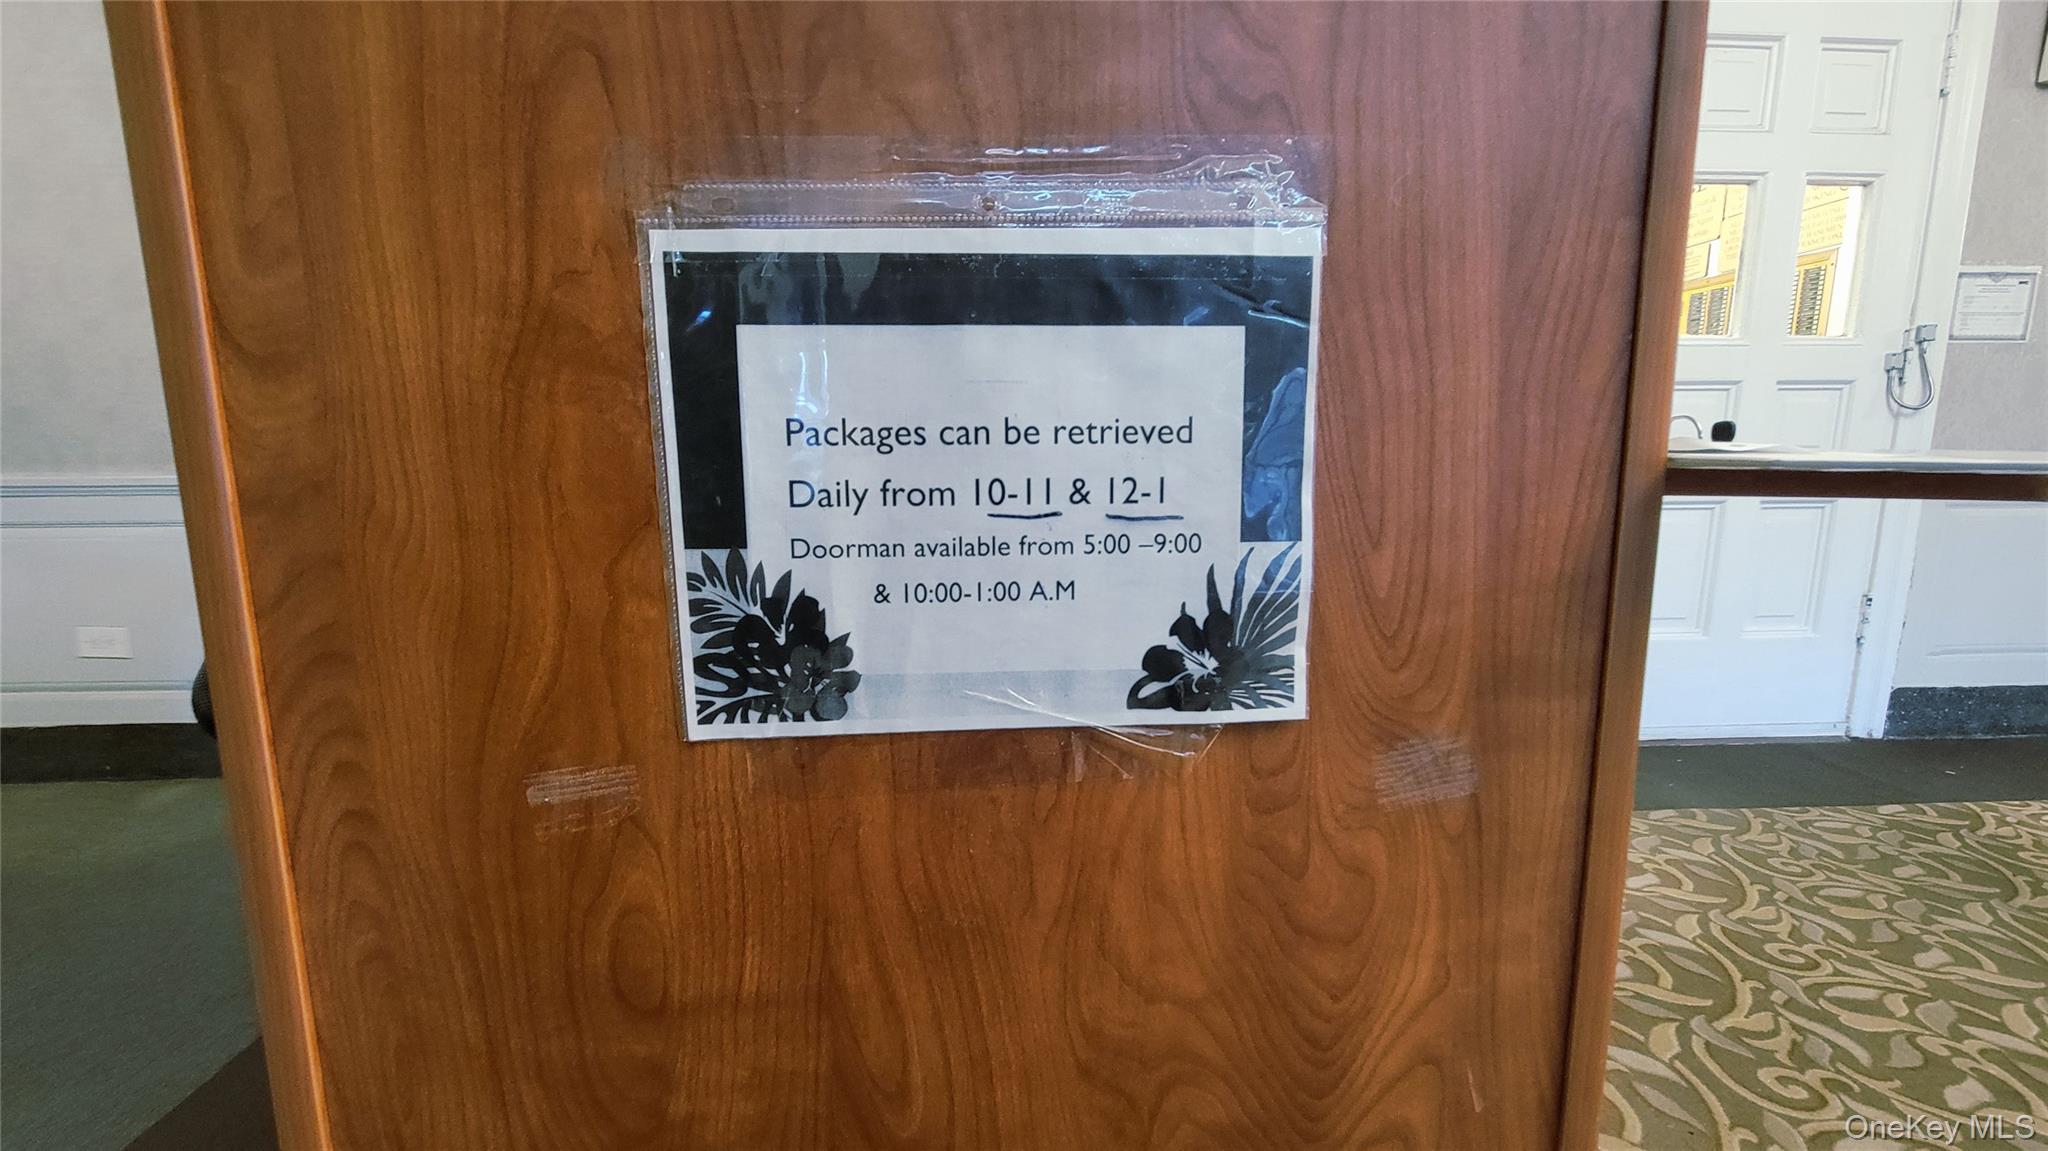 Packages can be retrieved
Daily from 10-11 & 12-1
Doorman available from 5:00 –9:00
& 10:00-1:00 A.M
OneKey MLS